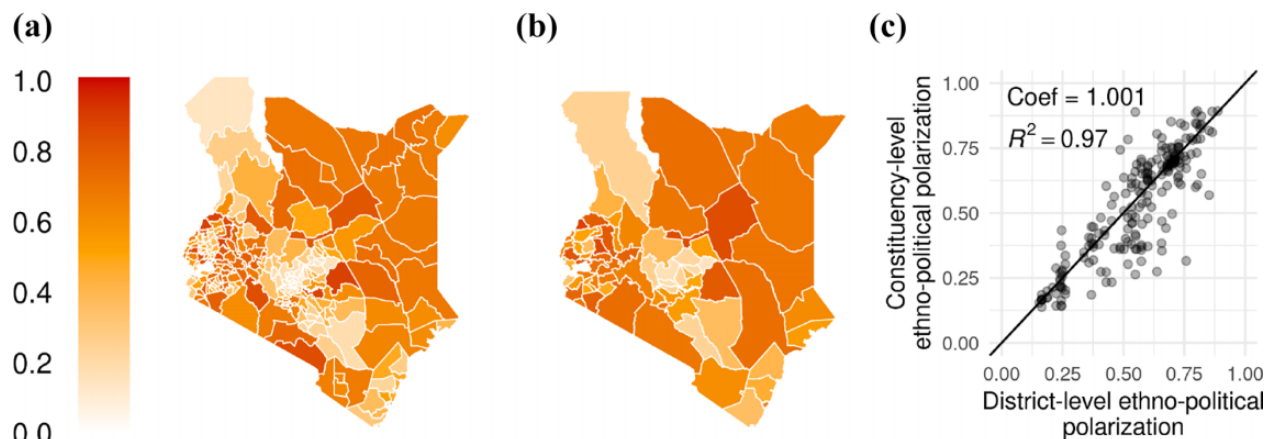 (a)
(b)
(c)
1.0
0.8
0.6
0.4
0.2
0.0
Constituency-level
ethno-political polarization
1.00
0.75
0.50
0.25
0.00
Coef = 1.001
R² = 0.97
0.00 0.25 0.50 0.75 1.00
District-level ethno-political
polarization